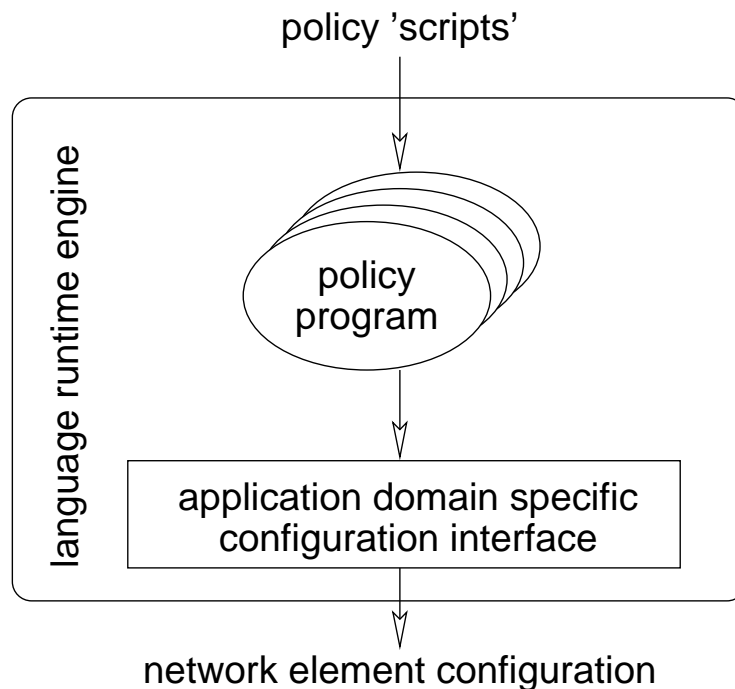 policy 'scripts'
language runtime engine
policy
program
application domain specific
configuration interface
network element configuration